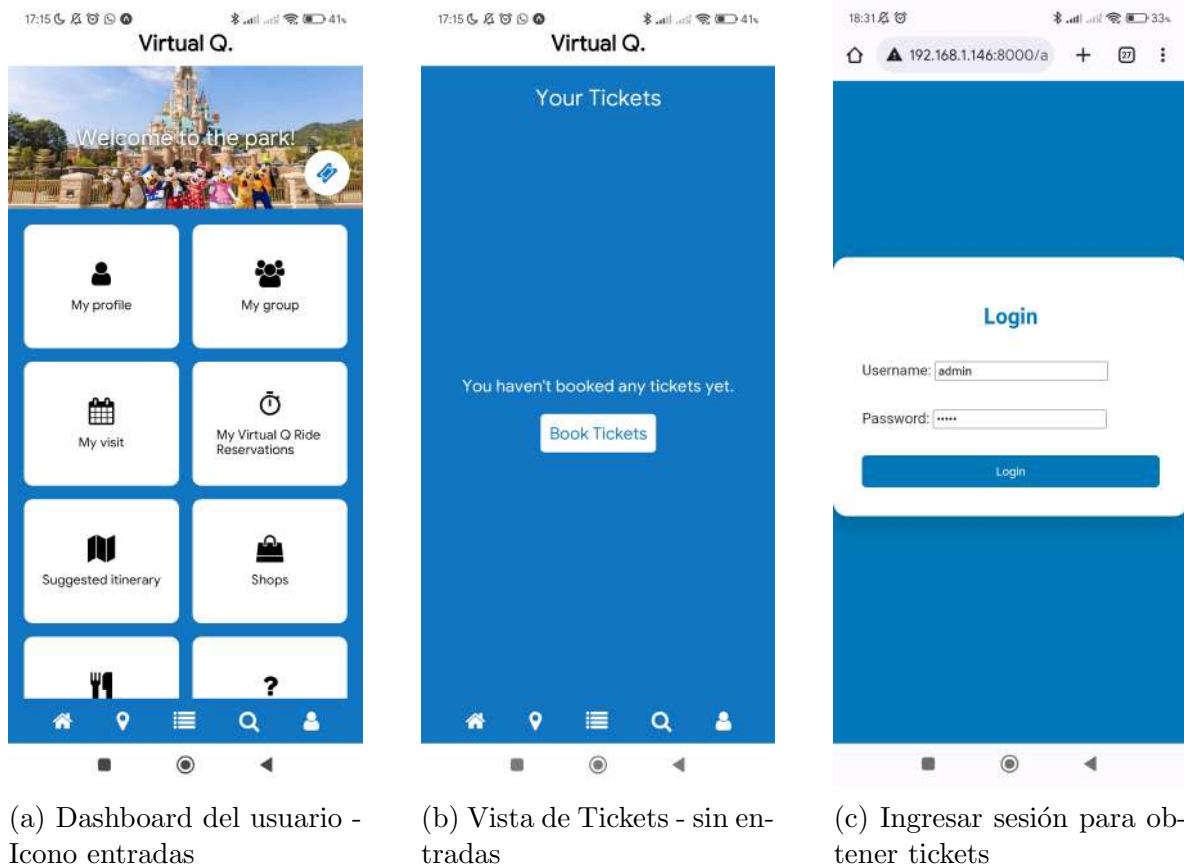 17:15
41%
Virtual Q.
Welcome to the park!
My profile
My group
My visit
My Virtual Q Ride
Reservations
Suggested itinerary
Shops
?
(a) Dashboard del usuario -
Icono entradas
17:15
41%
Virtual Q.
Your Tickets
You haven't booked any tickets yet.
Book Tickets
(b) Vista de Tickets - sin en-
tradas
18:31
33%
192.168.1.146:8000/a
27
Login
Username: admin
Password: •••••
Login
(c) Ingresar sesión para ob-
tener tickets